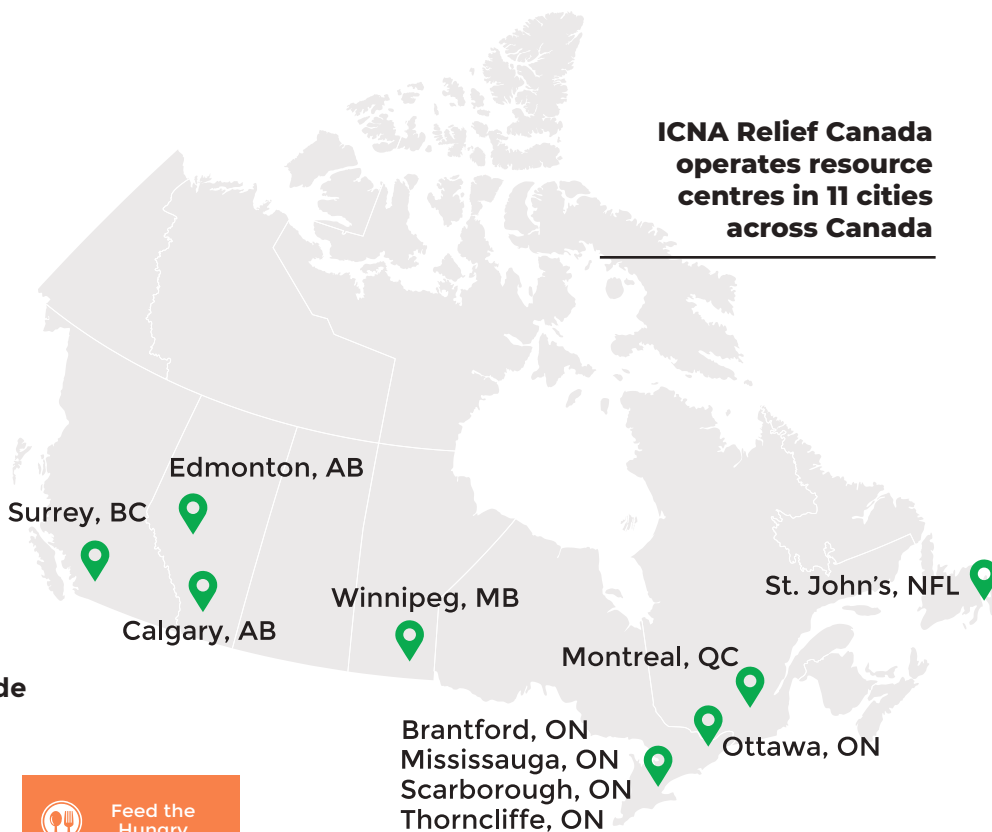 ICNA Relief Canada
operates resource
centres in 11 cities
across Canada
Edmonton, AB
Surrey, BC
Calgary, AB
Winnipeg, MB
St. John's, NFL
Montreal, QC
Ottawa, ON
Brantford, ON
Mississauga, ON
Scarborough, ON
Thorncliffe, ON
de
Feed the
Hungry